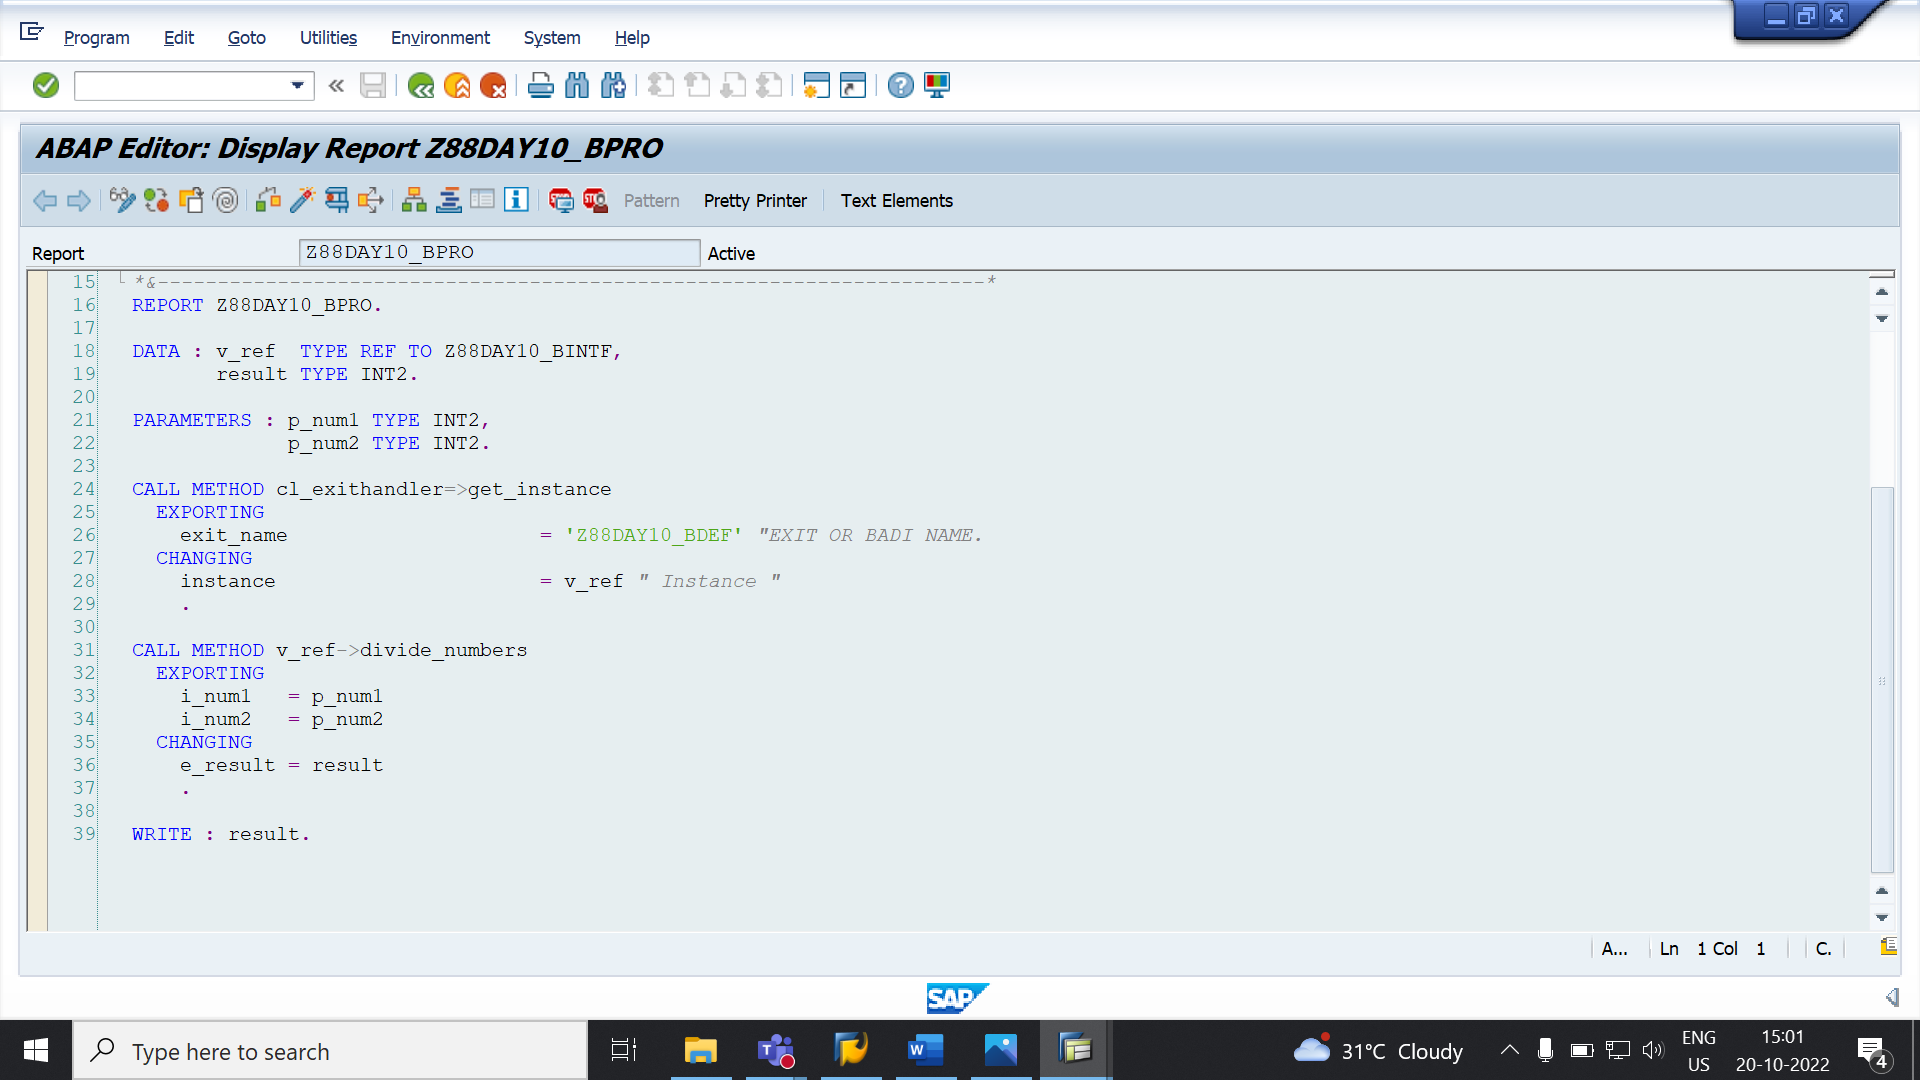 Program Edit Goto Utilities Environment System Help
ABAP Editor: Display Report Z88DAY10_BPRO
Pattern Pretty Printer Text Elements
Report Z88DAY10_BPRO Active
15 *&---------------------------------------------------------------------*
16 REPORT Z88DAY10_BPRO.
17
18 DATA : v_ref  TYPE REF TO Z88DAY10_BINTF,
19        result TYPE INT2.
20
21 PARAMETERS : p_num1 TYPE INT2,
22              p_num2 TYPE INT2.
23
24 CALL METHOD cl_exithandler=>get_instance
25   EXPORTING
26     exit_name                     = 'Z88DAY10_BDEF' "EXIT OR BADI NAME.
27   CHANGING
28     instance                      = v_ref " Instance "
29     .
30
31 CALL METHOD v_ref->divide_numbers
32   EXPORTING
33     i_num1   = p_num1
34     i_num2   = p_num2
35   CHANGING
36     e_result = result
37     .
38
39 WRITE : result.
A... Ln 1 Col 1 C.
SAP
Type here to search
31°C Cloudy
ENG
US
15:01
20-10-2022
4